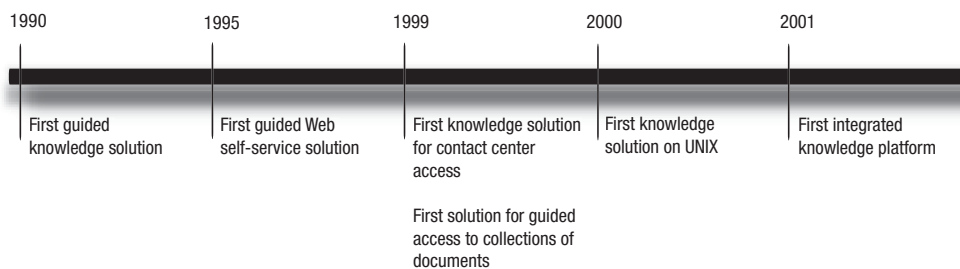 1990
1995
1999
2000
2001
First guided
knowledge solution
First guided Web
self-service solution
First knowledge solution
for contact center
access
First solution for guided
access to collections of
documents
First knowledge
solution on UNIX
First integrated
knowledge platform